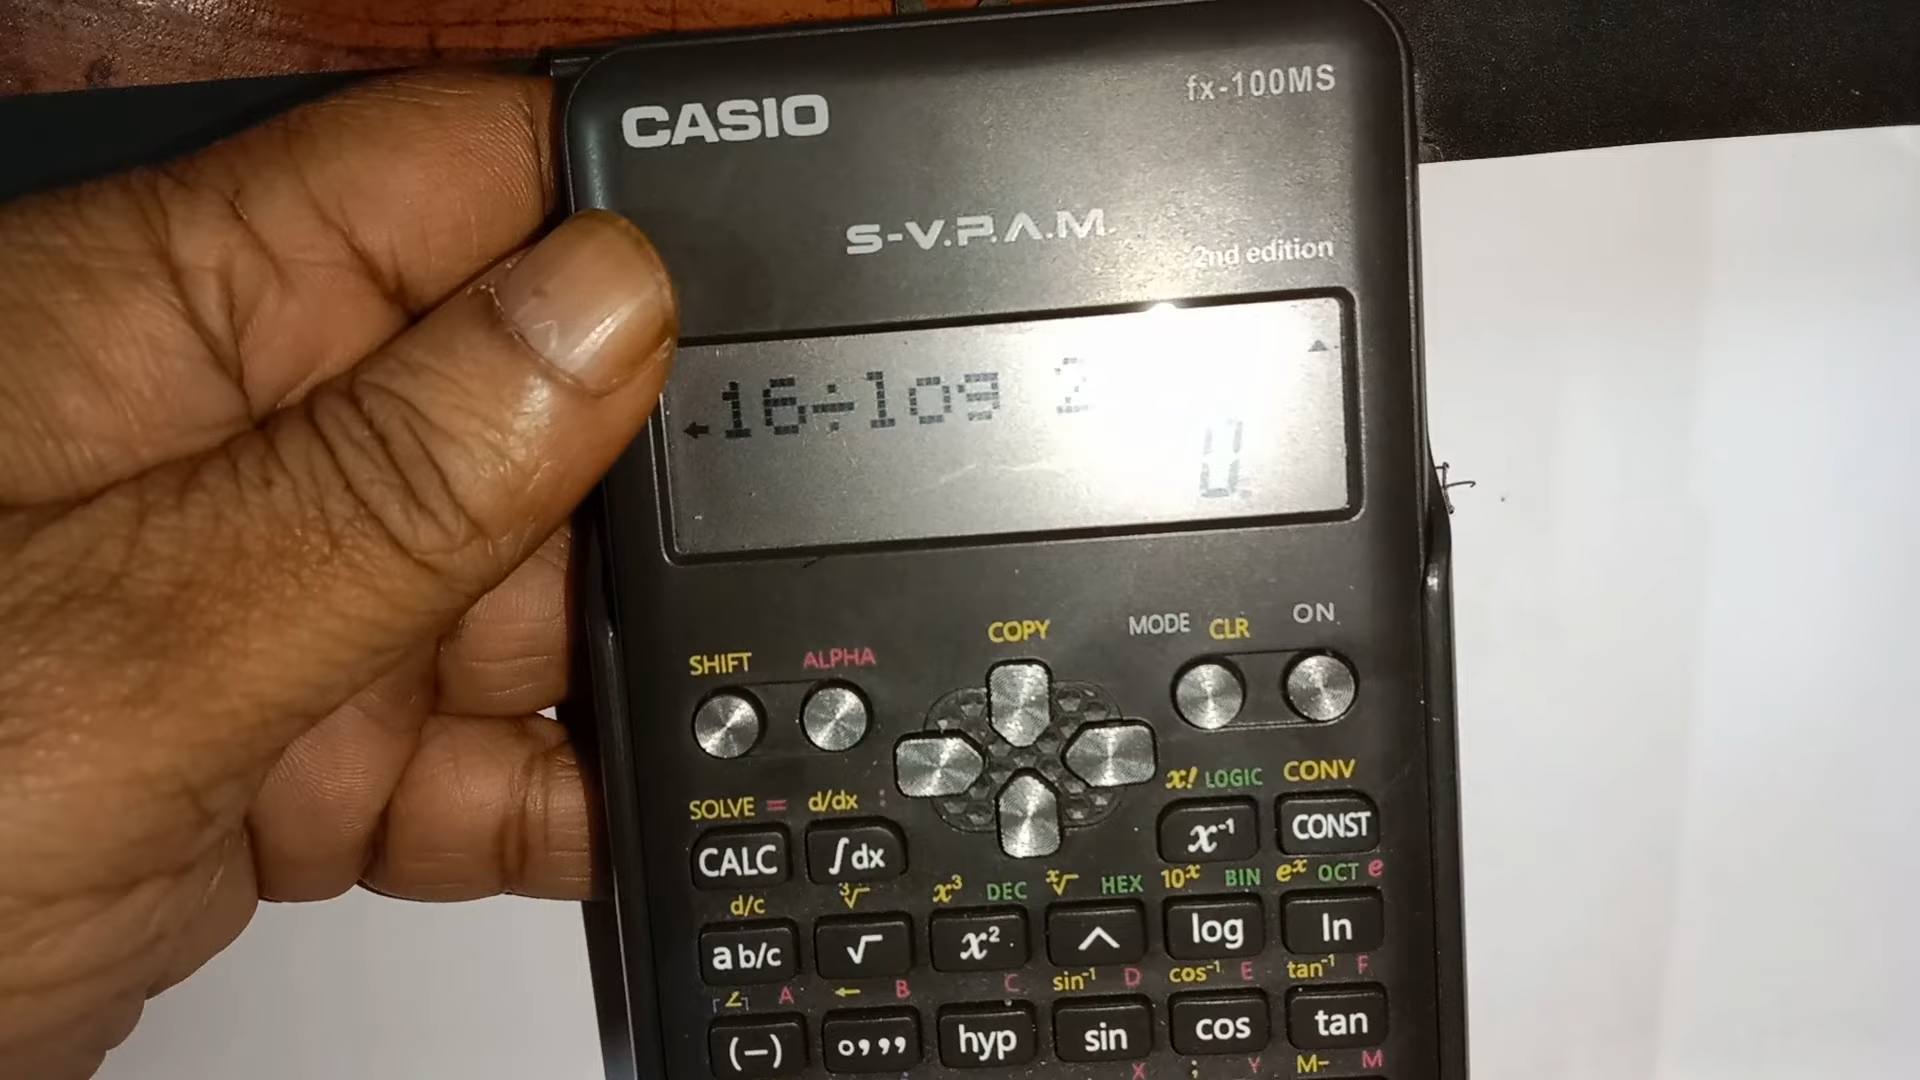 CASIO fx-100MS
S-V.P.A.M.
2nd edition
16÷log 2
0.
COPY MODE CLR ON
SHIFT ALPHA
x! LOGIC CONV
SOLVE = d/dx :
CALC ∫dx x⁻¹ CONST
d/c ³√ x³ DEC ˣ√ HEX 10ˣ BIN eˣ OCT e
a b/c √ x² ^ log ln
∠ A ← B C sin⁻¹ D cos⁻¹ E tan⁻¹ F
(−) °,,, hyp sin cos tan
X ; Y M− M